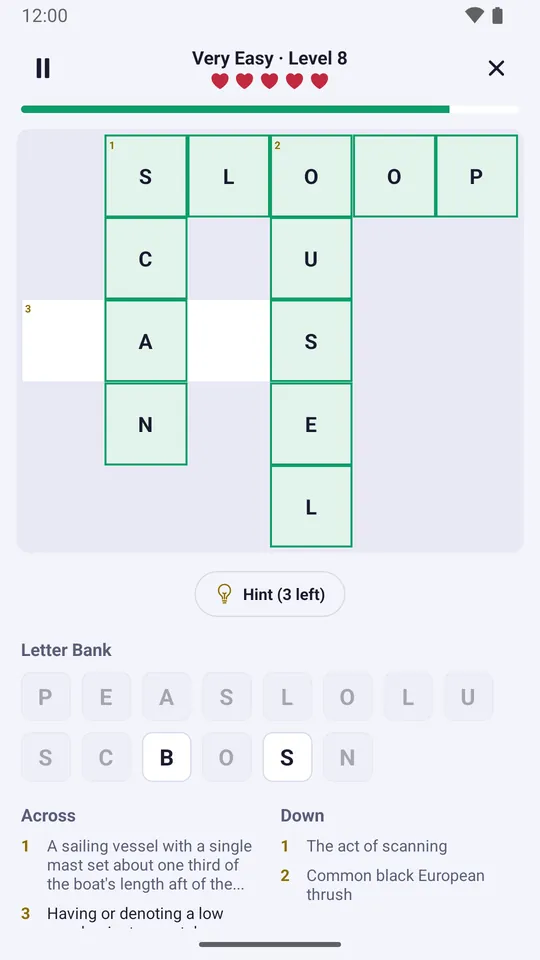 12:00
Very Easy · Level 8
1 S L 2 O O P
C U
3 A S
N E
L
Hint (3 left)
Letter Bank
P E A S L O L U
S C B O S N
Across
1 A sailing vessel with a single
mast set about one third of
the boat's length aft of the...
3 Having or denoting a low
Down
1 The act of scanning
2 Common black European
thrush